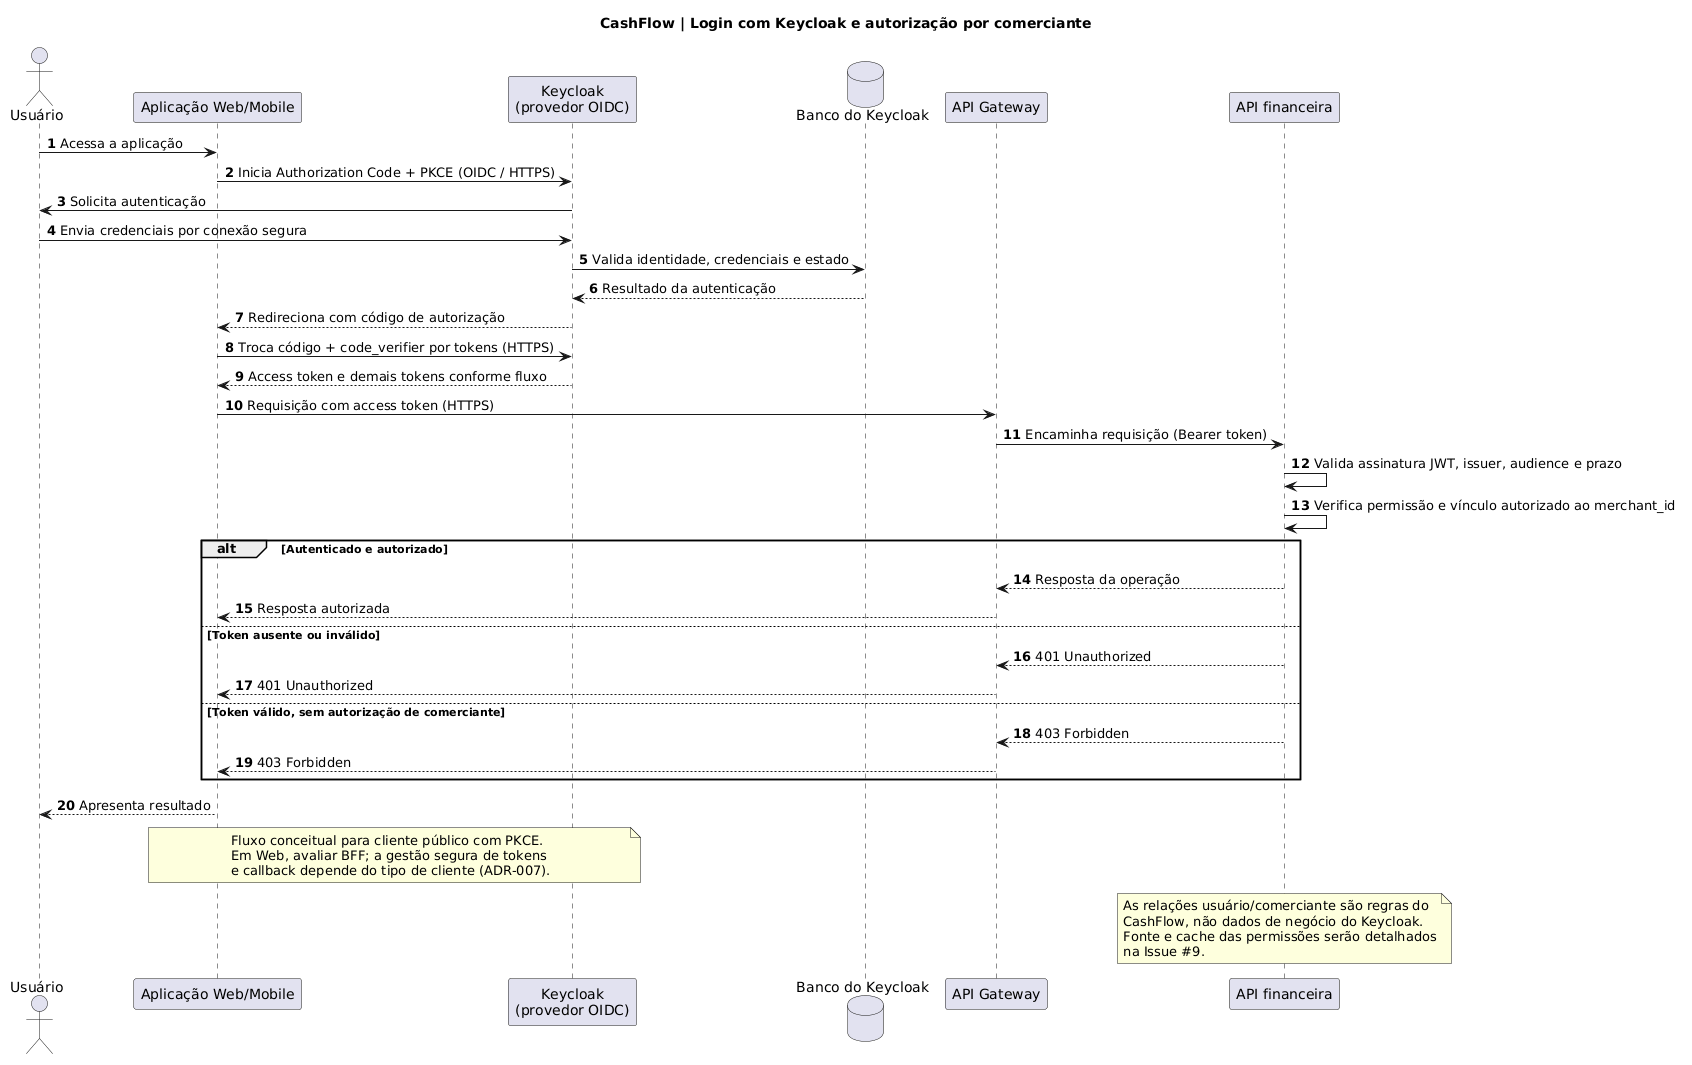 CashFlow | Login com Keycloak e autorização por comerciante
Usuário
Aplicação Web/Mobile
Keycloak
(provedor OIDC)
Banco do Keycloak
API Gateway
API financeira
1 Acessa a aplicação
2 Inicia Authorization Code + PKCE (OIDC / HTTPS)
3 Solicita autenticação
4 Envia credenciais por conexão segura
5 Valida identidade, credenciais e estado
6 Resultado da autenticação
7 Redireciona com código de autorização
8 Troca código + code_verifier por tokens (HTTPS)
9 Access token e demais tokens conforme fluxo
10 Requisição com access token (HTTPS)
11 Encaminha requisição (Bearer token)
12 Valida assinatura JWT, issuer, audience e prazo
13 Verifica permissão e vínculo autorizado ao merchant_id
alt [Autenticado e autorizado]
14 Resposta da operação
15 Resposta autorizada
[Token ausente ou inválido]
16 401 Unauthorized
17 401 Unauthorized
[Token válido, sem autorização de comerciante]
18 403 Forbidden
19 403 Forbidden
20 Apresenta resultado
Fluxo conceitual para cliente público com PKCE.
Em Web, avaliar BFF; a gestão segura de tokens
e callback depende do tipo de cliente (ADR-007).
As relações usuário/comerciante são regras do
CashFlow, não dados de negócio do Keycloak.
Fonte e cache das permissões serão detalhados
na Issue #9.
Usuário
Aplicação Web/Mobile
Keycloak
(provedor OIDC)
Banco do Keycloak
API Gateway
API financeira